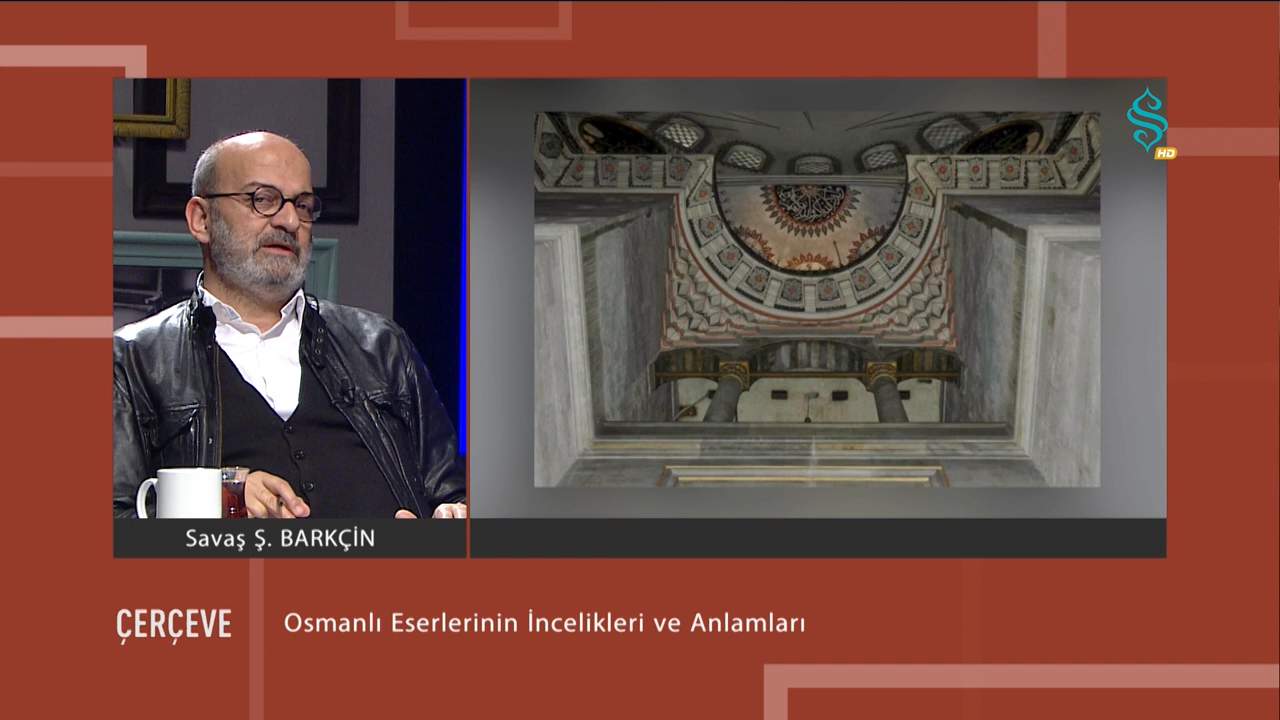 HD
Savaş Ş. BARKÇİN
ÇERÇEVE
Osmanlı Eserlerinin İncelikleri ve Anlamları